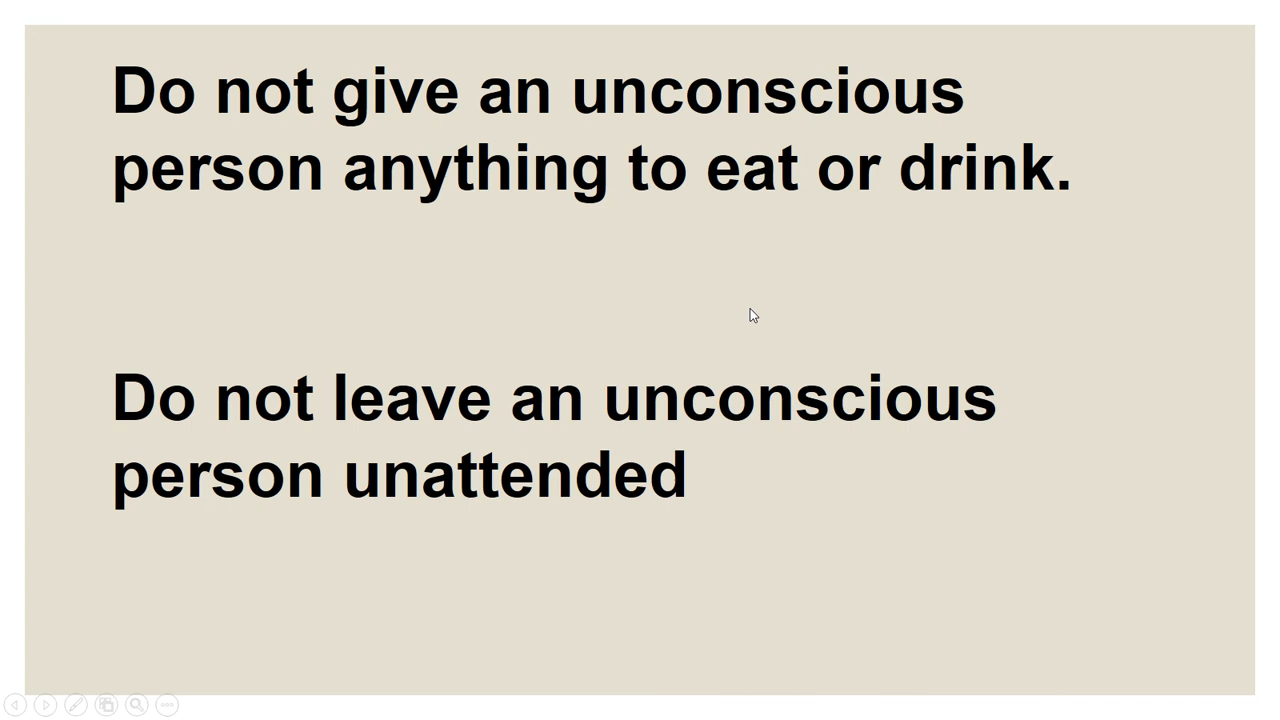 Do not give an unconscious
person anything to eat or drink.
Do not leave an unconscious
person unattended